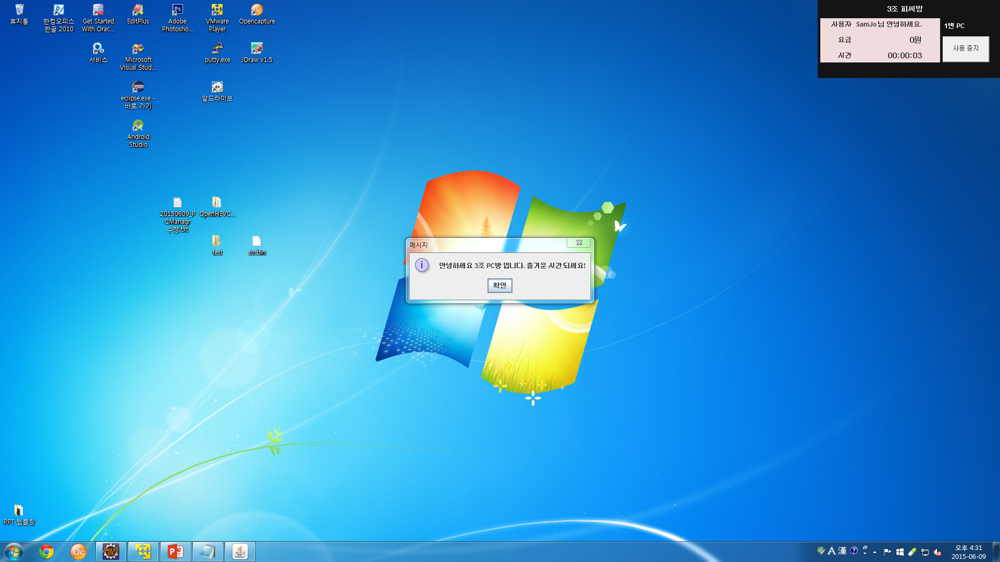 휴지통
한컴오피스
한글 2010
Get Started
With Orac...
EditPlus
Adobe
Photosho...
VMware
Player
Opencapture
서비스
Microsoft
Visual Stud...
putty.exe
JDraw v1.5
eclipse.exe -
바로 가기
알드라이브
Android
Studio
20150609_P
CManagr
수정.txt
OpenHEVC...
test
str.bin
PPT 템플릿
3조 피씨방
사용자 SamJo님 안녕하세요.
요금 0원
시간 00:00:03
1번 PC
사용 중지
메시지
안녕하세요 3조 PC방 입니다. 즐거운 시간되세요!
확인
Oc
Java EE
IDE
A 漢
오후 4:31
2015-06-09